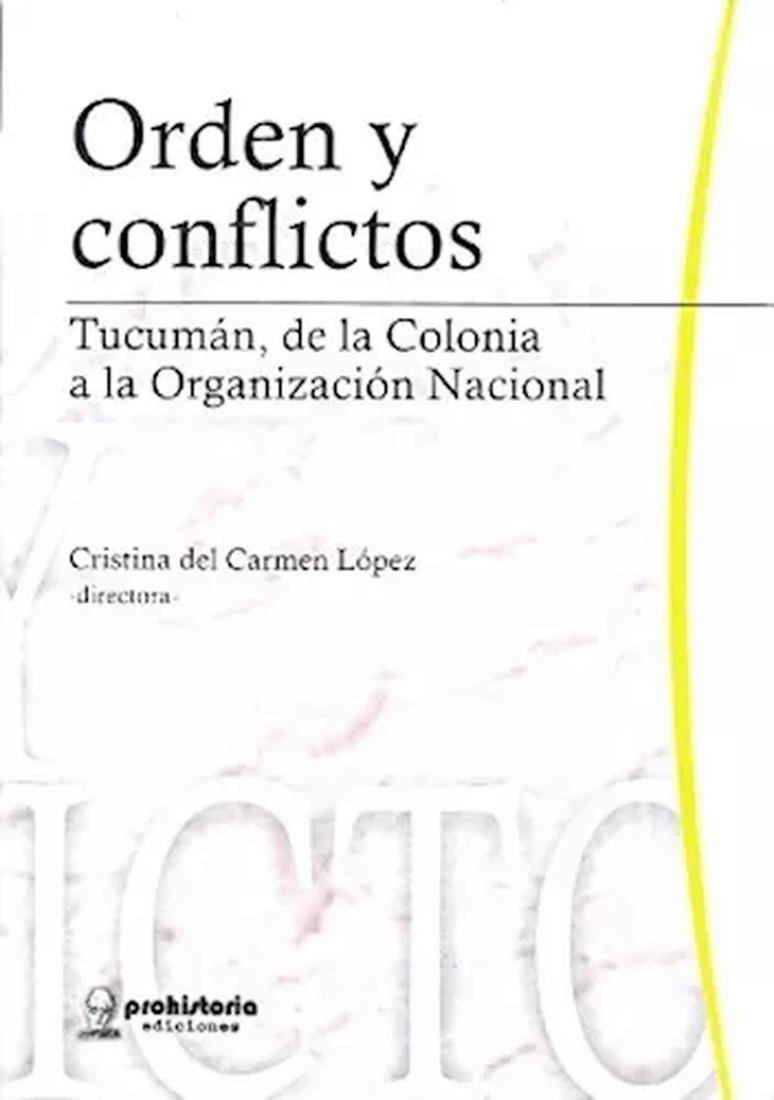 Orden y
conflictos
Tucumán, de la Colonia
a la Organización Nacional
Cristina del Carmen López
-directora-
Y
ICTO
prohistoria
ediciones